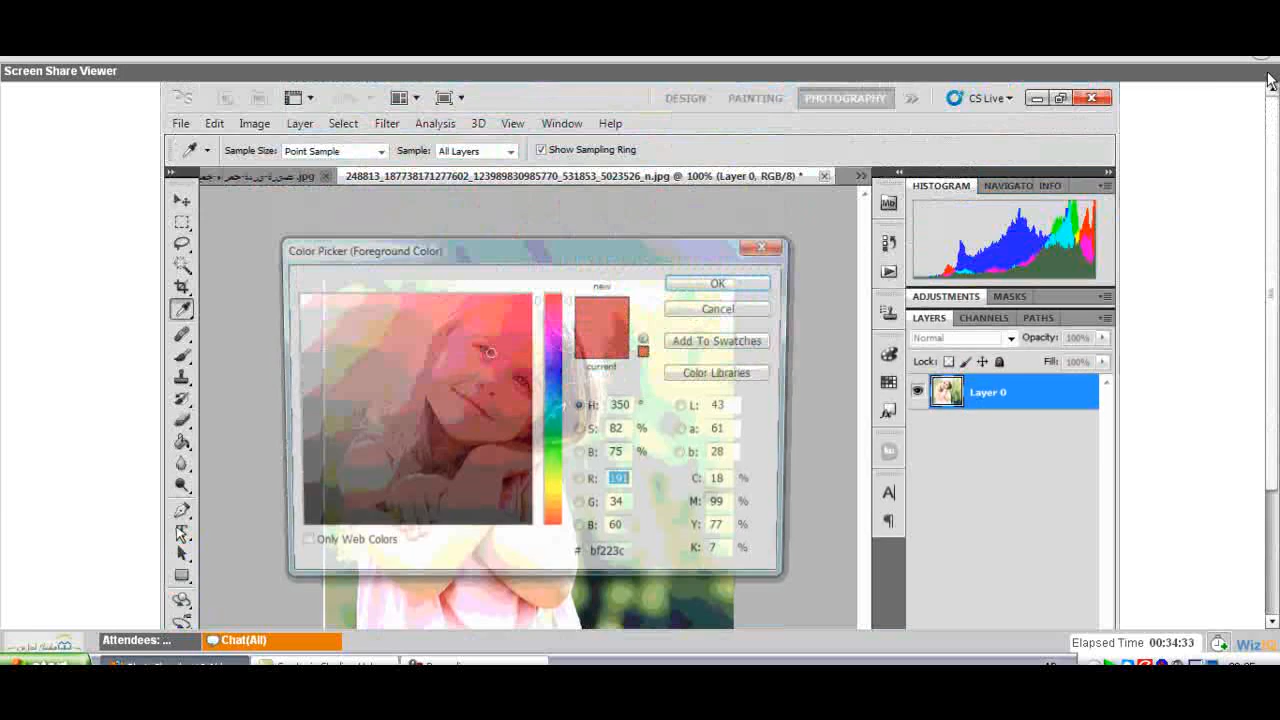 Screen Share Viewer
DESIGN PAINTING PHOTOGRAPHY CS Live
File Edit Image Layer Select Filter Analysis 3D View Window Help
Sample Size: Point Sample Sample: All Layers Show Sampling Ring
.jpg 248813_187738171277602_123989830985770_531853_5023526_n.jpg @ 100% (Layer 0, RGB/8) *
HISTOGRAM NAVIGATO INFO
Mb
Color Picker (Foreground Color)
new
OK
Cancel
Add To Swatches
current
Color Libraries
H: 350 ° L: 43
S: 82 % a: 61
B: 75 % b: 28
R: 191 C: 18 %
G: 34 M: 99 %
B: 60 Y: 77 %
# bf223c K: 7 %
Only Web Colors
ADJUSTMENTS MASKS
LAYERS CHANNELS PATHS
Normal Opacity: 100%
Lock: Fill: 100%
Layer 0
Attendees: ... Chat(All)
Elapsed Time 00:34:33